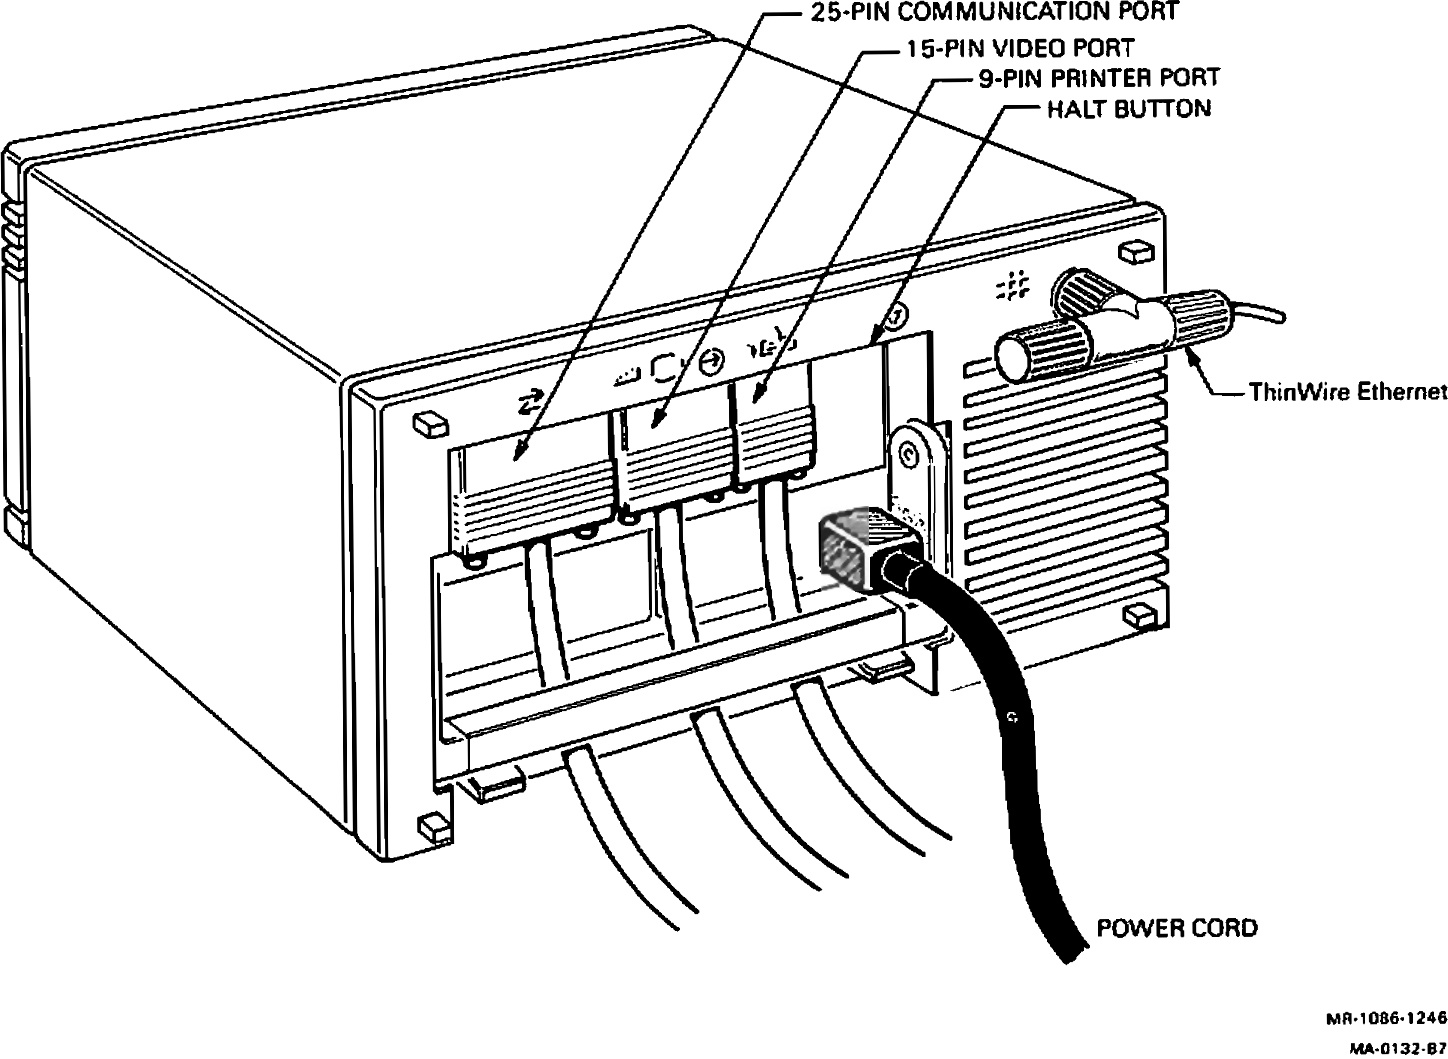 25-PIN COMMUNICATION PORT
15-PIN VIDEO PORT
9-PIN PRINTER PORT
HALT BUTTON
ThinWire Ethernet
POWER CORD
MR-1086-1246
MA-0132-87